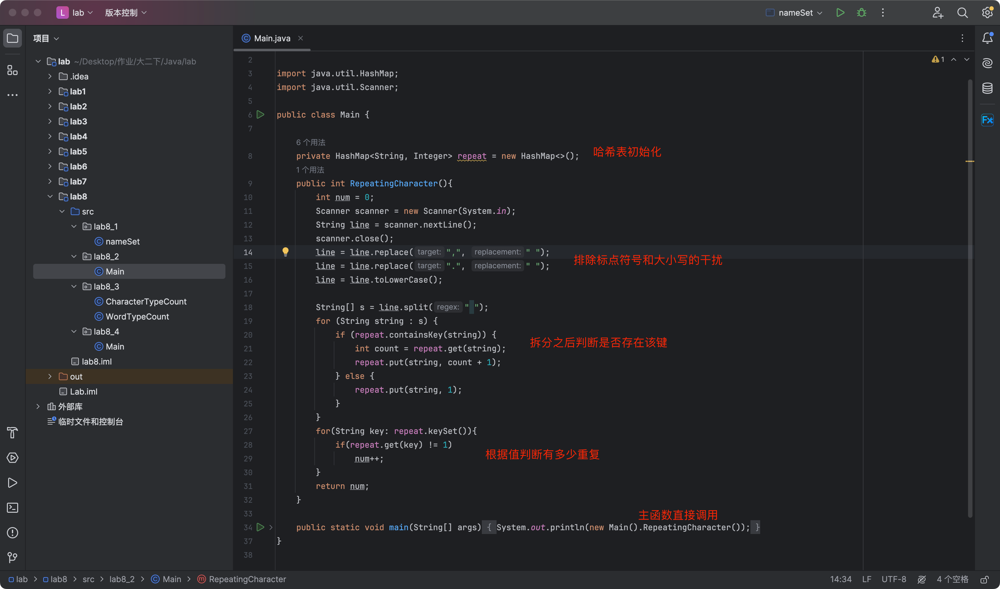 L lab 版本控制 nameSet
项目
Main.java
lab ~/Desktop/作业/大二下/Java/lab
.idea
lab1
lab2
lab3
lab4
lab5
lab6
lab7
lab8
src
lab8_1
nameSet
lab8_2
Main
lab8_3
CharacterTypeCount
WordTypeCount
lab8_4
Main
lab8.iml
out
Lab.iml
外部库
临时文件和控制台
1
2
3 import java.util.HashMap;
4 import java.util.Scanner;
5
6 public class Main {
7
6 个用法
8 private HashMap<String, Integer> repeat = new HashMap<>(); 哈希表初始化
1 个用法
9 public int RepeatingCharacter(){
10 int num = 0;
11 Scanner scanner = new Scanner(System.in);
12 String line = scanner.nextLine();
13 scanner.close();
14 line = line.replace( target: ",", replacement: " ");
排除标点符号和大小写的干扰
15 line = line.replace( target: ".", replacement: " ");
16 line = line.toLowerCase();
17
18 String[] s = line.split( regex: " ");
19 for (String string : s) {
20 if (repeat.containsKey(string)) {
拆分之后判断是否存在该键
21 int count = repeat.get(string);
22 repeat.put(string, count + 1);
23 } else {
24 repeat.put(string, 1);
25 }
26 }
27 for(String key: repeat.keySet()){
28 if(repeat.get(key) != 1)
根据值判断有多少重复
29 num++;
30 }
31 return num;
32 }
33
主函数直接调用
34 public static void main(String[] args) { System.out.println(new Main().RepeatingCharacter()); }
37 }
38
Fx
lab > lab8 > src > lab8_2 > Main > RepeatingCharacter 14:34 LF UTF-8 4 个空格